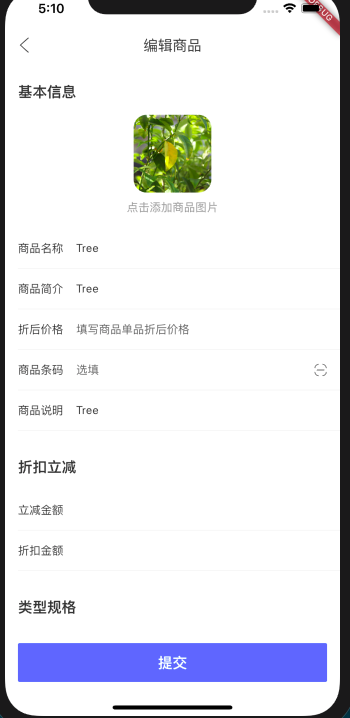 5:10
DEBUG
编辑商品
基本信息
点击添加商品图片
商品名称 Tree
商品简介 Tree
折后价格 填写商品单品折后价格
商品条码 选填
商品说明 Tree
折扣立减
立减金额
折扣金额
类型规格
提交